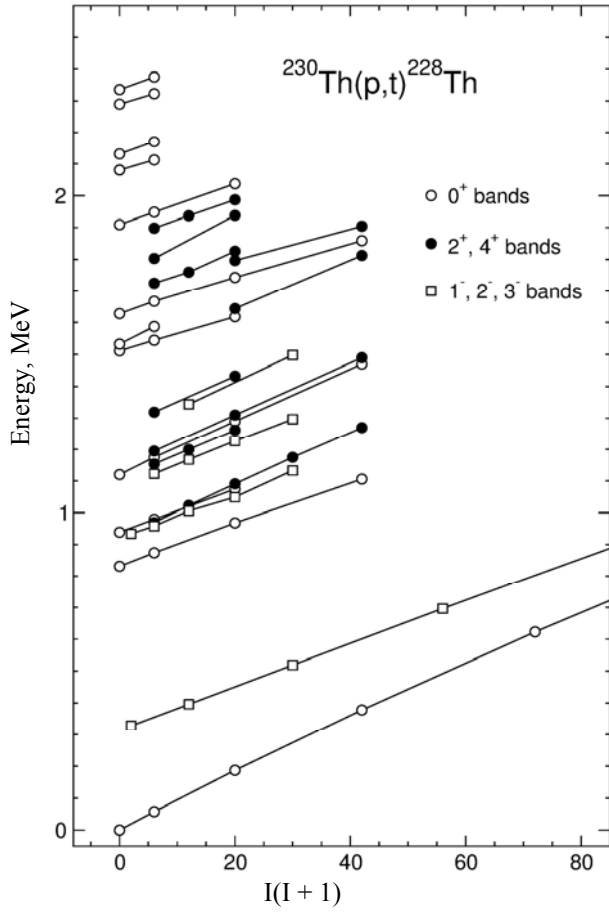 ²³⁰Th(p,t)²²⁸Th
0⁺ bands
2⁺, 4⁺ bands
1⁻, 2⁻, 3⁻ bands
Energy, MeV
2
1
0
0 20 40 60 80
I(I + 1)